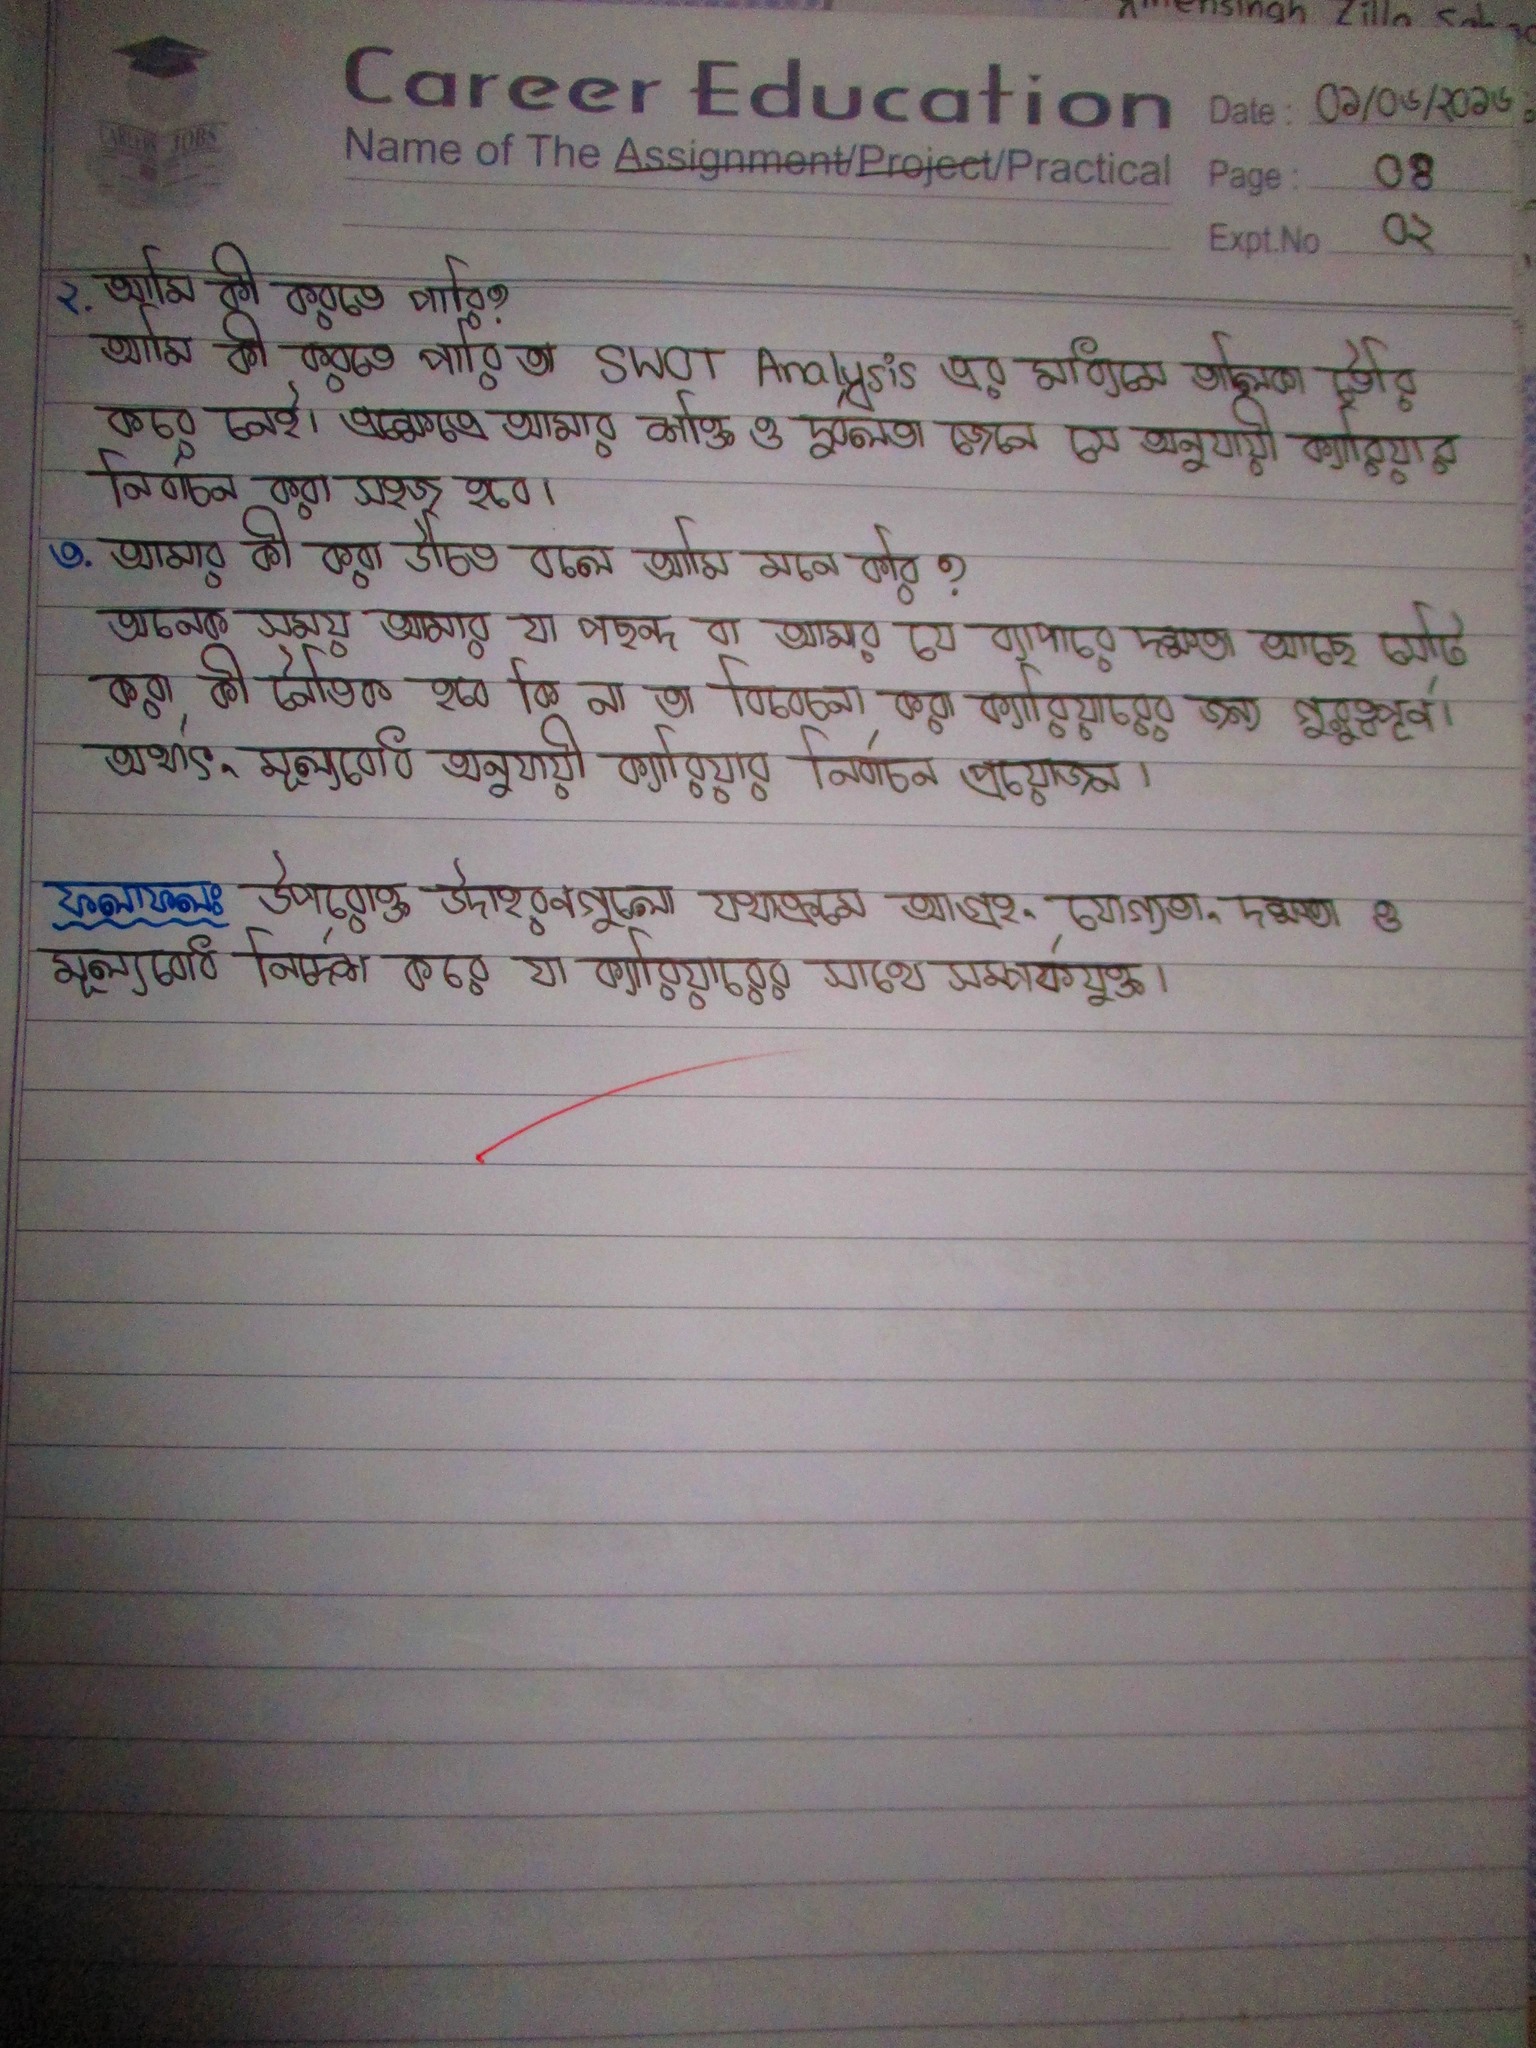 Zilla
Career Education
Date : 02/06/2026
Name of The Assignment/Project/Practical
Page : 08
Expt.No 02
২. আমি কী করতে পারি?
আমি কী করতে পারি তা SWOT Analysis এর মাধ্যমে তালিকা তৈরি
করে নেই। এক্ষেত্রে আমার শক্তি ও দুর্বলতা জেনে সে অনুযায়ী ক্যারিয়ার
নির্বাচন করা সহজ হবে।
৩. আমার কী করা উচিত বলে আমি মনে করি ?
অনেক সময় আমার যা পছন্দ বা আমার যে ব্যাপারে দক্ষতা আছে সেটি
করা কী নৈতিক হবে কি না তা বিবেচনা করা ক্যারিয়ারের জন্য গুরুত্বপূর্ণ।
অর্থাৎ, মূল্যবোধ অনুযায়ী ক্যারিয়ার নির্বাচন প্রয়োজন।
ফলাফলঃ উপরোক্ত উদাহরণগুলো যথাক্রমে আগ্রহ, যোগ্যতা, দক্ষতা ও
মূল্যবোধ নির্দেশ করে যা ক্যারিয়ারের সাথে সম্পর্কযুক্ত।